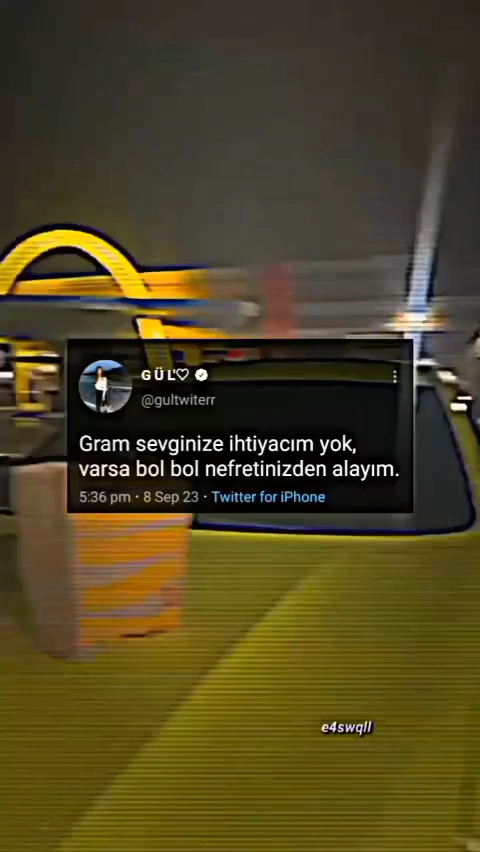 GÜL♡
@gultwiterr
Gram sevginize ihtiyacım yok,
varsa bol bol nefretinizden alayım.
5:36 pm · 8 Sep 23 · Twitter for iPhone
e4swqll